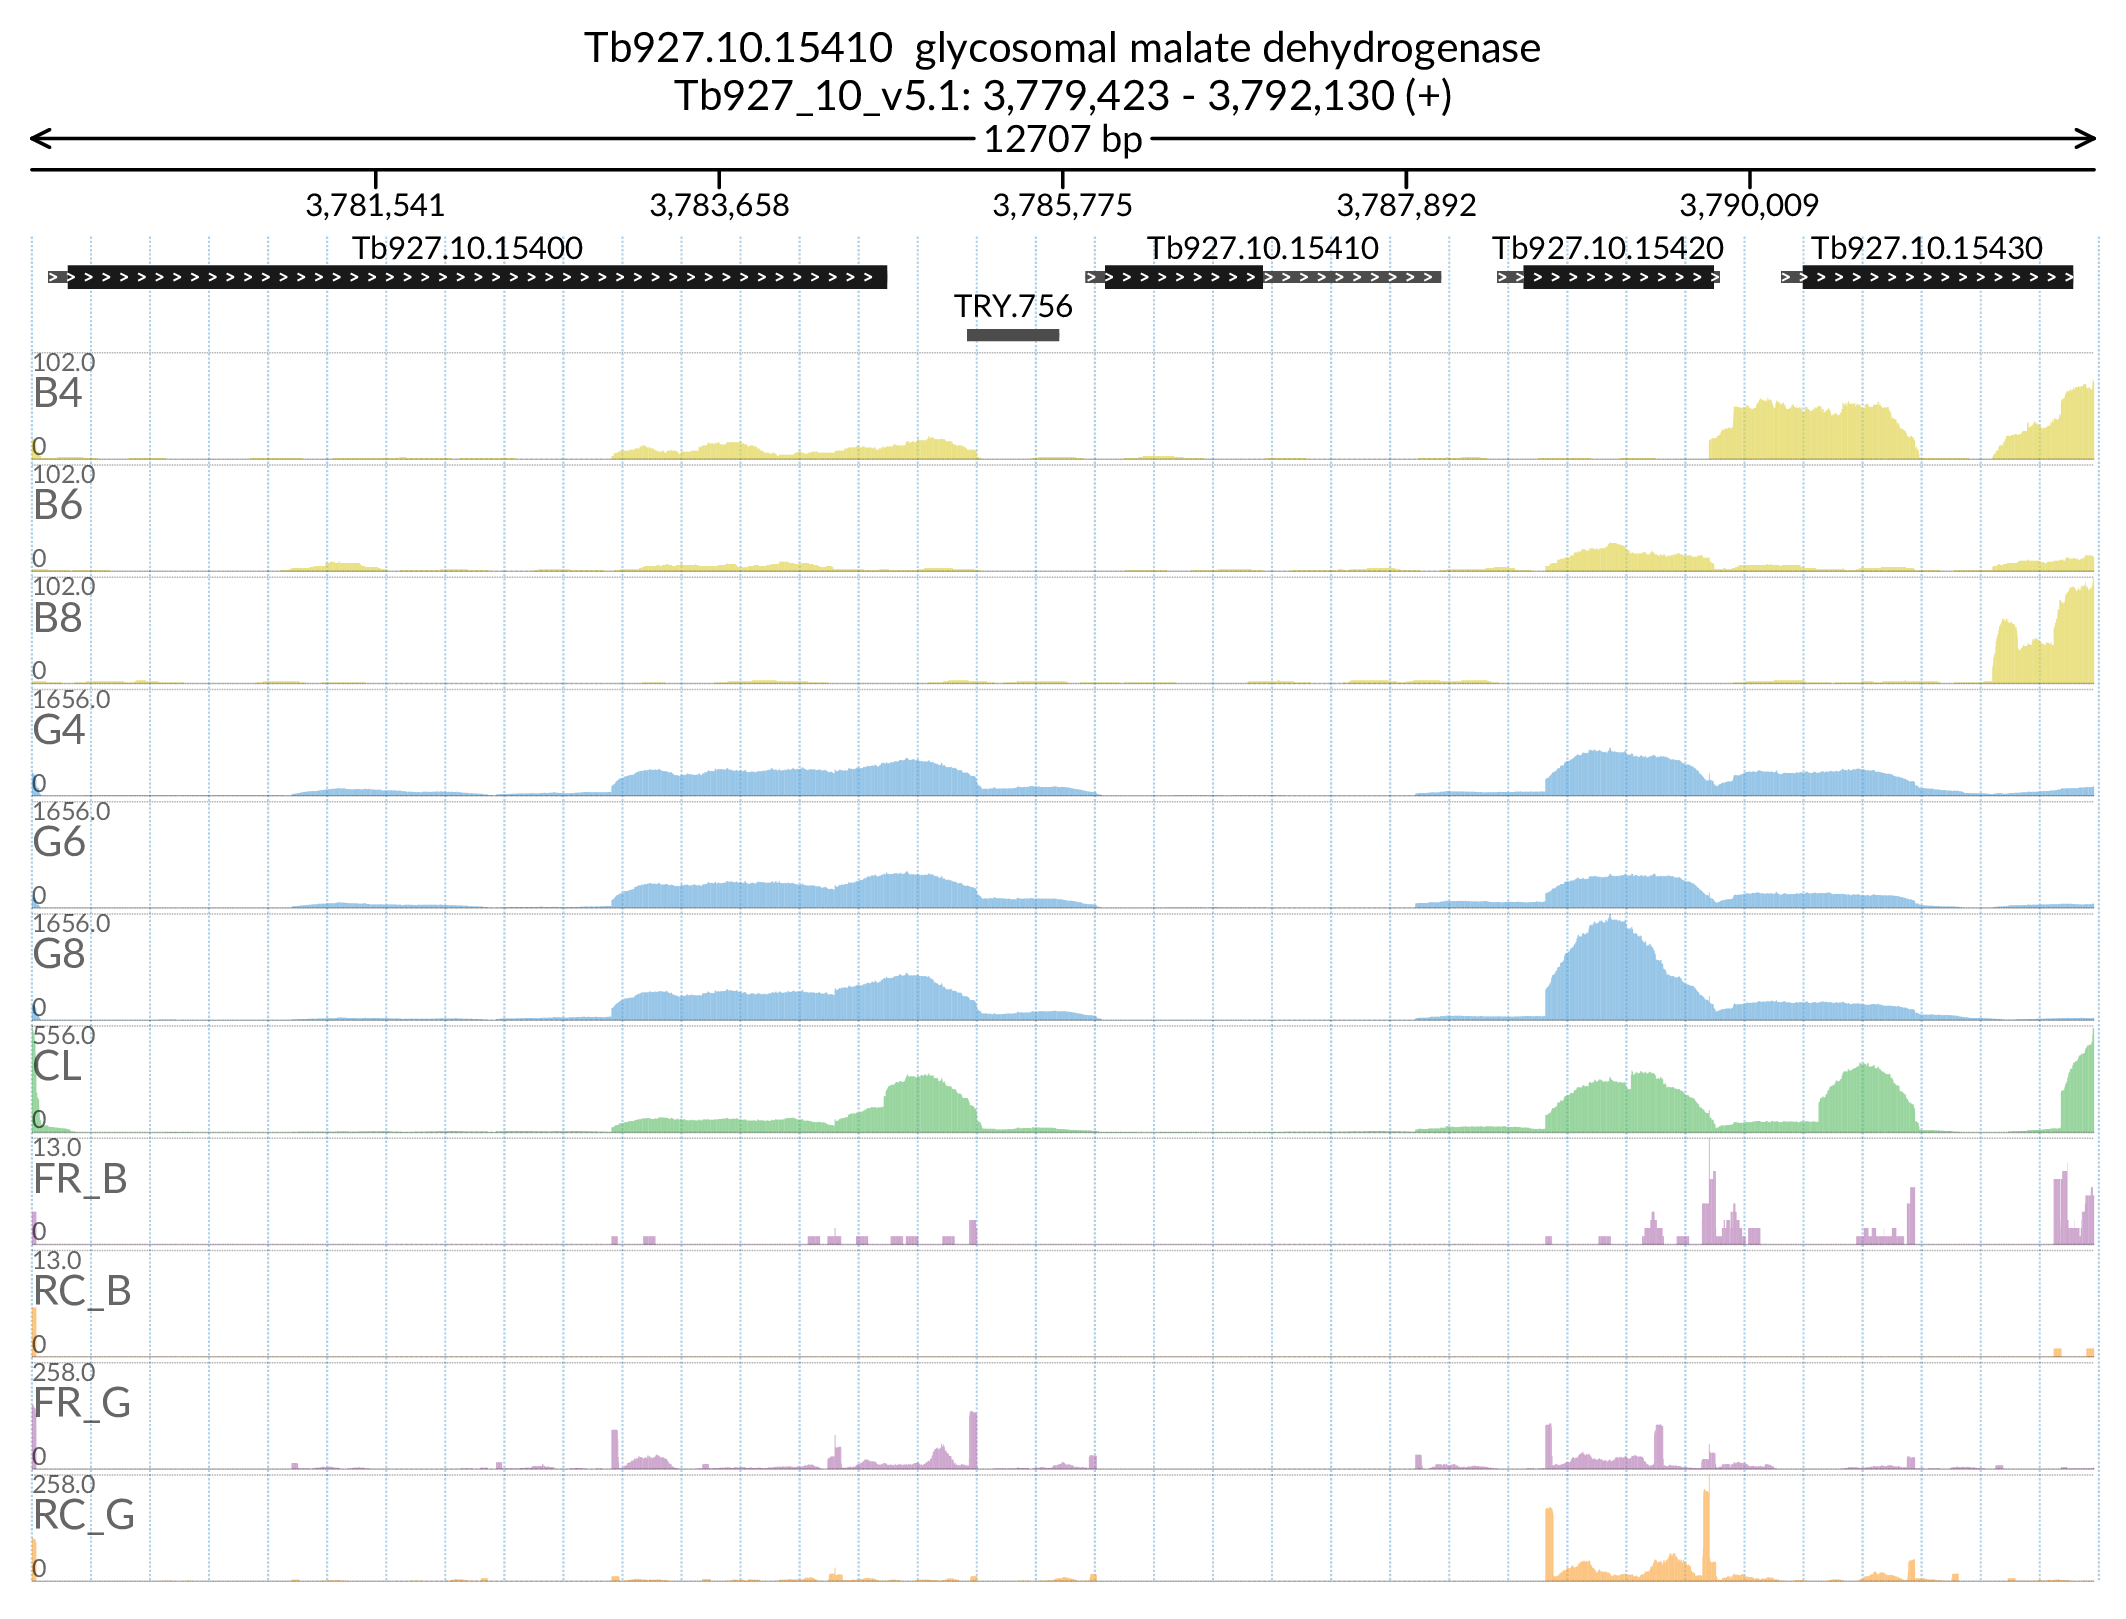 Tb927.10.15410 glycosomal malate dehydrogenase
Tb927_10_v5.1: 3,779,423 - 3,792,130 (+)
12707 bp
3,781,541 3,783,658 3,785,775 3,787,892 3,790,009
Tb927.10.15400 Tb927.10.15410 Tb927.10.15420 Tb927.10.15430
TRY.756
102.0
B4
0
102.0
B6
0
102.0
B8
0
1656.0
G4
0
1656.0
G6
0
1656.0
G8
0
556.0
CL
0
13.0
FR_B
0
13.0
RC_B
0
258.0
FR_G
0
258.0
RC_G
0